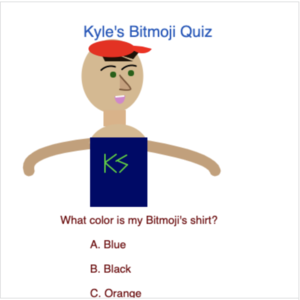 Kyle's Bitmoji Quiz
KS
What color is my Bitmoji's shirt?
A. Blue
B. Black
C. Orange